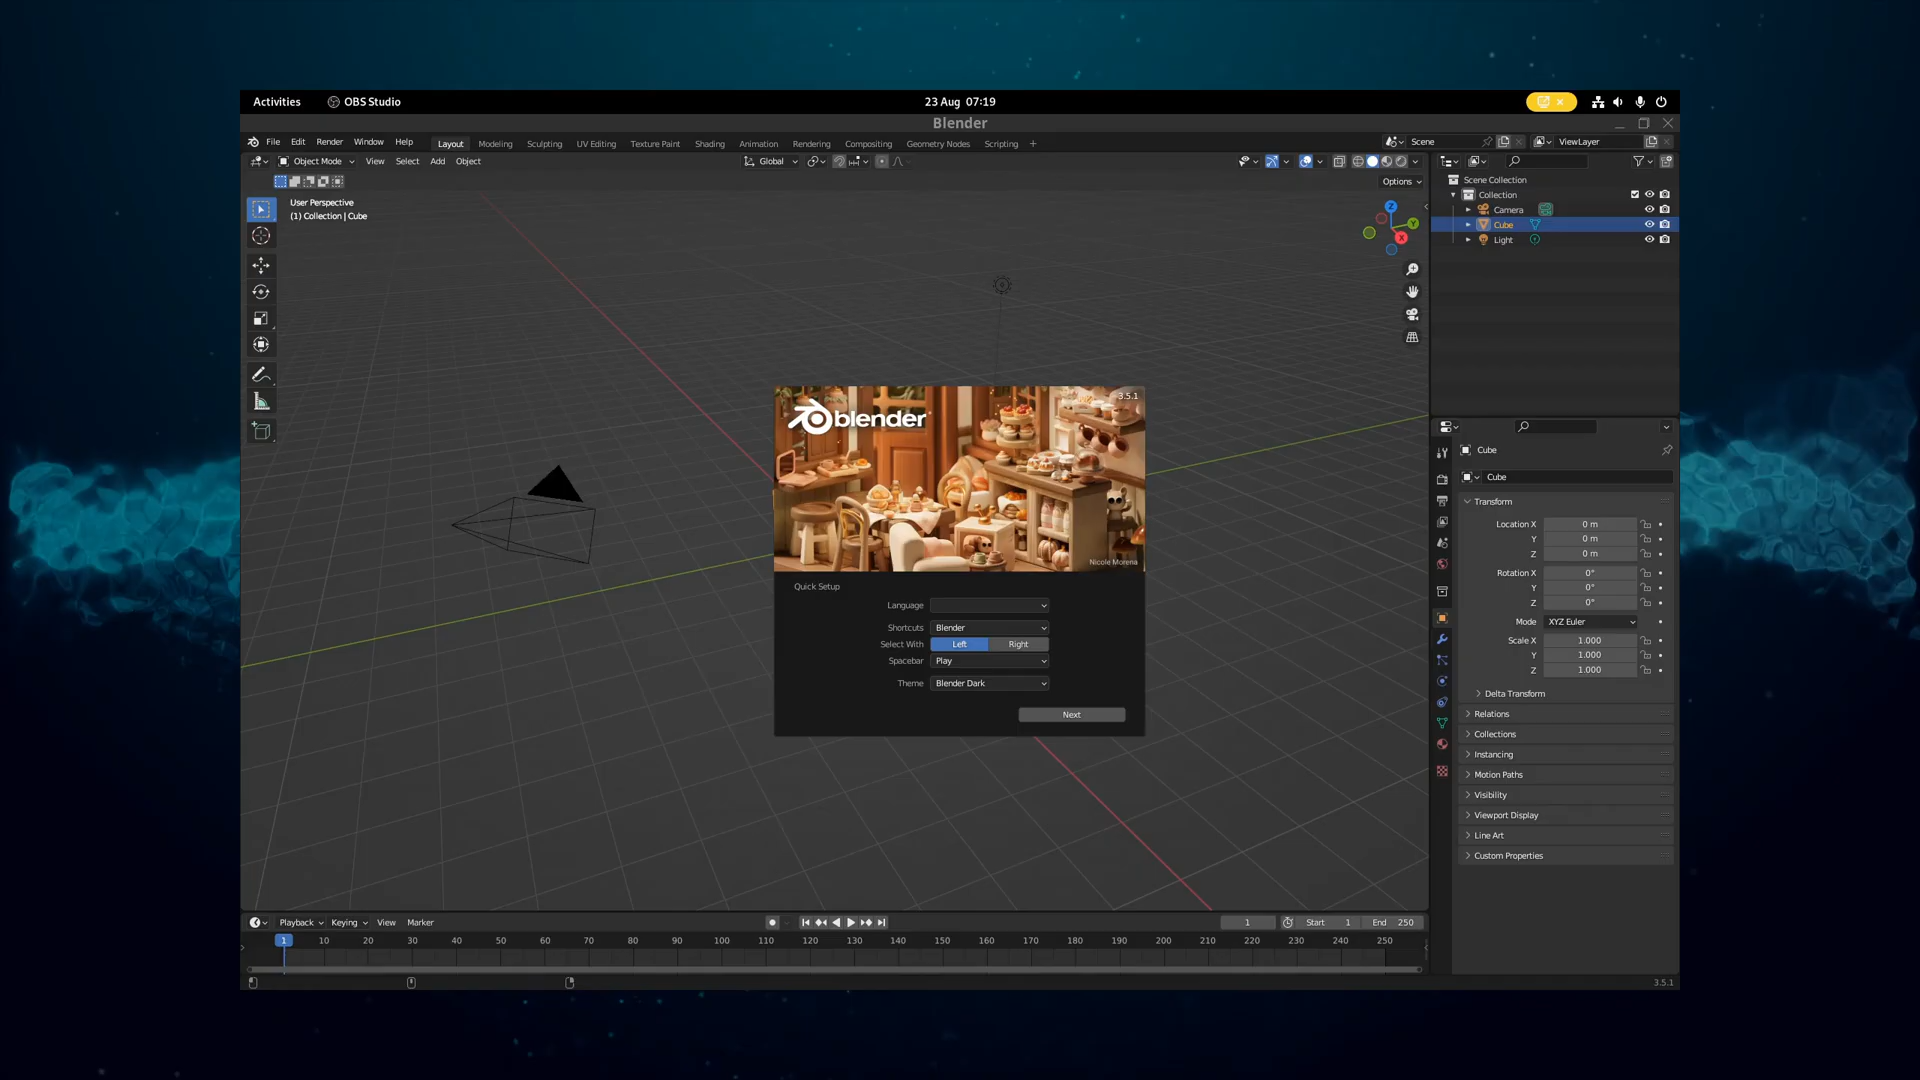 Activities OBS Studio 23 Aug 07:19
Blender
File Edit Render Window Help Layout Modeling Sculpting UV Editing Texture Paint Shading Animation Rendering Compositing Geometry Nodes Scripting + Scene ViewLayer
Object Mode View Select Add Object Global
Options
User Perspective
(1) Collection | Cube
Z
Y
X
Scene Collection
Collection
Camera
Cube
Light
blender
3.5.1
Nicole Morena
Quick Setup
Language
Shortcuts Blender
Select With Left Right
Spacebar Play
Theme Blender Dark
Next
Cube
Cube
Transform
Location X 0 m
Y 0 m
Z 0 m
Rotation X 0°
Y 0°
Z 0°
Mode XYZ Euler
Scale X 1.000
Y 1.000
Z 1.000
Delta Transform
Relations
Collections
Instancing
Motion Paths
Visibility
Viewport Display
Line Art
Custom Properties
Playback Keying View Marker 1 Start 1 End 250
1 10 20 30 40 50 60 70 80 90 100 110 120 130 140 150 160 170 180 190 200 210 220 230 240 250
3.5.1